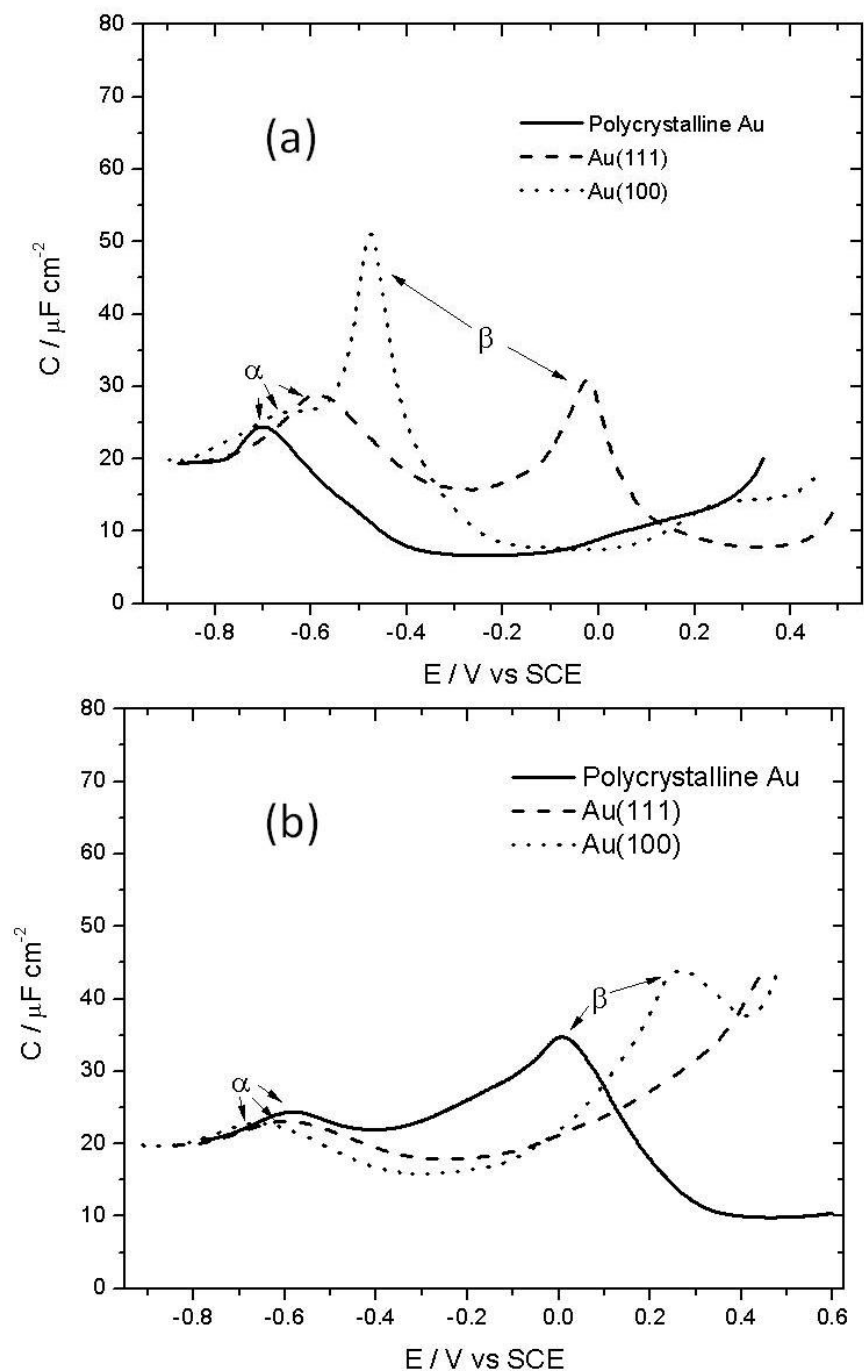 80
70
60
50
40
30
20
10
0
C / μF cm-2
(a)
Polycrystalline Au
Au(111)
Au(100)
α
β
-0.8 -0.6 -0.4 -0.2 0.0 0.2 0.4
E / V vs SCE
80
70
60
50
40
30
20
10
0
C / μF cm-2
(b)
Polycrystalline Au
Au(111)
Au(100)
β
α
-0.8 -0.6 -0.4 -0.2 0.0 0.2 0.4 0.6
E / V vs SCE